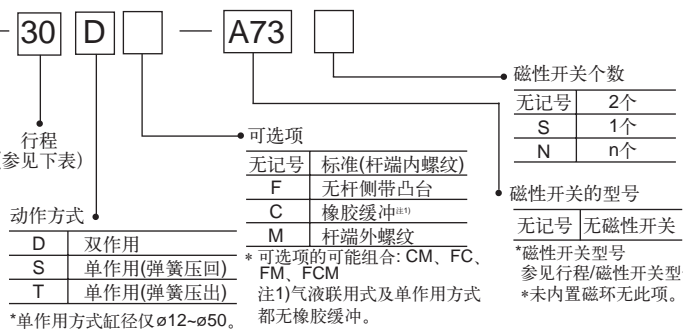 30 D — A73
行程
(参见下表)
动作方式
D 双作用
S 单作用(弹簧压回)
T 单作用(弹簧压出)
*单作用方式缸径仅ø12~ø50。
可选项
无记号 标准(杆端内螺纹)
F 无杆侧带凸台
C 橡胶缓冲注1)
M 杆端外螺纹
* 可选项的可能组合: CM、FC、
FM、FCM
注1)气液联用式及单作用方式
都无橡胶缓冲。
磁性开关个数
无记号 2个
S 1个
N n个
磁性开关的型号
无记号 无磁性开关
*磁性开关型号
参见行程/磁性开关型
*未内置磁环无此项。